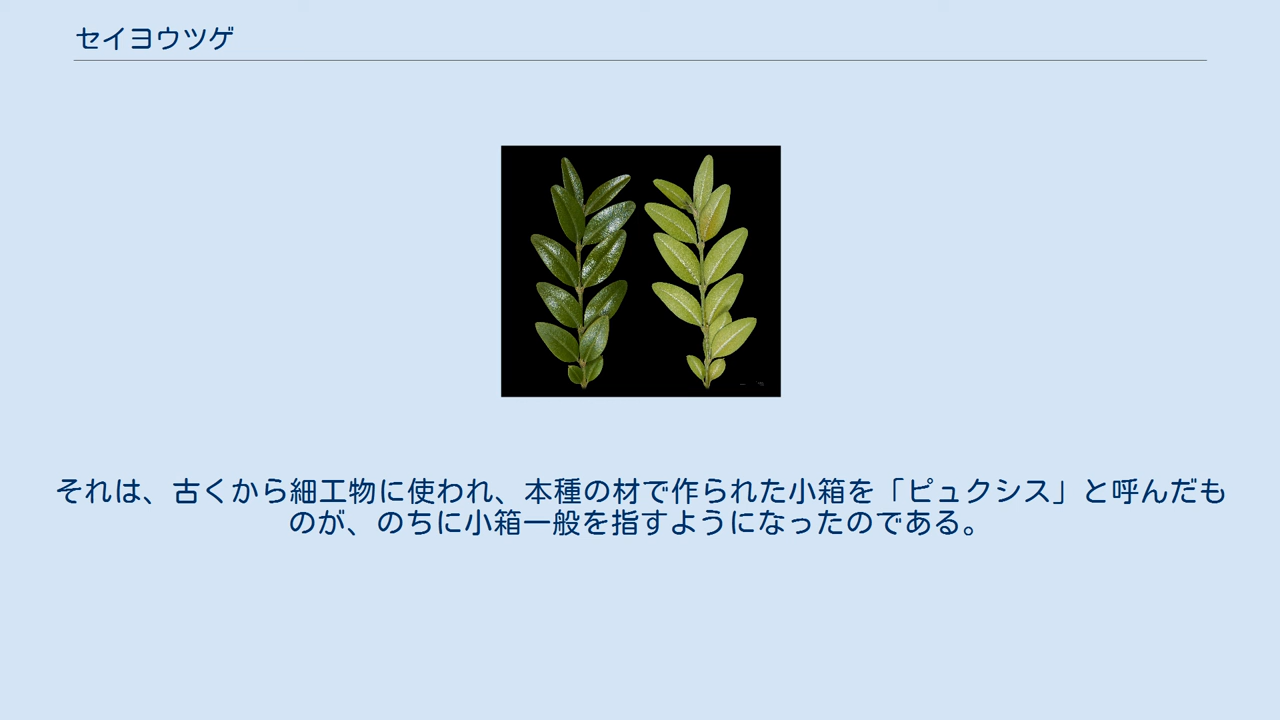 セイヨウツゲ
それは、古くから細工物に使われ、本種の材で作られた小箱を「ピュクシス」と呼んだも
のが、のちに小箱一般を指すようになったのである。